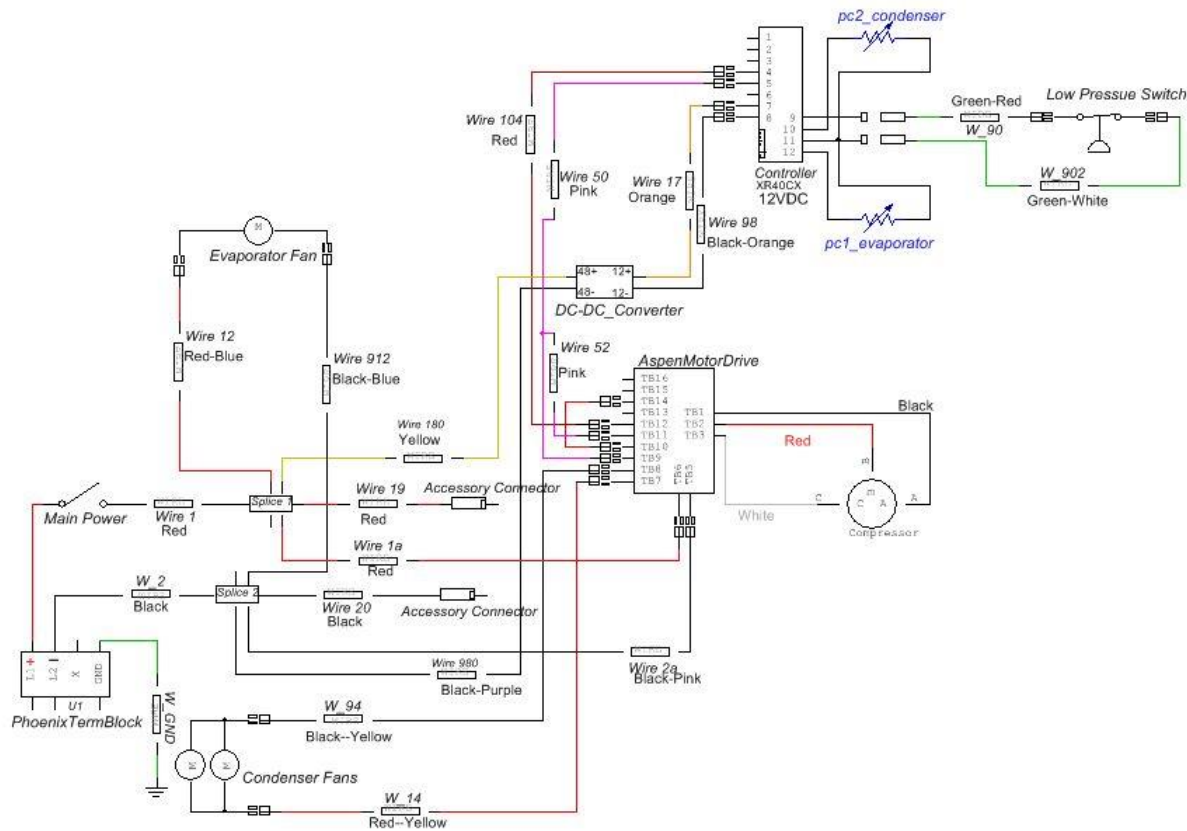 pc2_condenser
1
2
3
4
5
6
7
8
9
10
11
12
Controller
XR40CX
12VDC
Green-Red
W_90
Low Pressue Switch
W_902
Green-White
pc1_evaporator
Wire 104
Red
Wire 50
Pink
Wire 17
Orange
Wire 98
Black-Orange
M
Evaporator Fan
48+ 12+
48- 12-
DC-DC_Converter
Wire 12
Red-Blue
Wire 912
Black-Blue
Wire 52
Pink
AspenMotorDrive
TB16
TB15
TB14
TB13
TB12
TB11
TB10
TB9
TB8
TB7
TB1
TB2
TB3
TB6
TB5
Black
Red
White
B
C
A
B
C
A
Compressor
Wire 180
Yellow
Main Power
Wire 1
Red
Splice 1
Wire 19
Red
Accessory Connector
Wire 1a
Red
W_2
Black
Splice 2
Wire 20
Black
Accessory Connector
Wire 2a
Black-Pink
Wire 980
Black-Purple
L1 +
L2 -
X
GND
U1
PhoenixTermBlock
W_GND
W_94
Black--Yellow
M
M
Condenser Fans
W_14
Red--Yellow